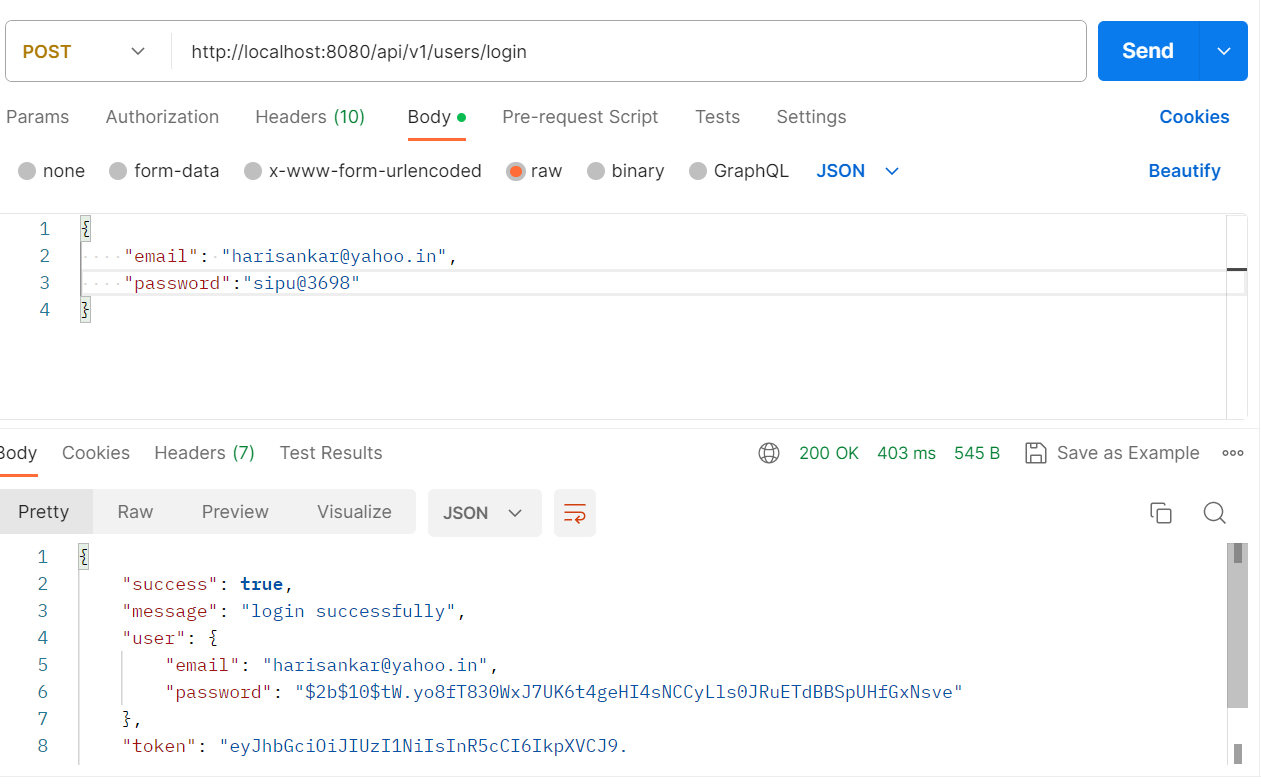 POST http://localhost:8080/api/v1/users/login Send
Params Authorization Headers (10) Body Pre-request Script Tests Settings Cookies
none form-data x-www-form-urlencoded raw binary GraphQL JSON Beautify
1 {
2 "email": "harisankar@yahoo.in",
3 "password":"sipu@3698"
4 }
Body Cookies Headers (7) Test Results 200 OK 403 ms 545 B Save as Example
Pretty Raw Preview Visualize JSON
1 {
2 "success": true,
3 "message": "login successfully",
4 "user": {
5 "email": "harisankar@yahoo.in",
6 "password": "$2b$10$tW.yo8fT830WxJ7UK6t4geHI4sNCCyLls0JRuETdBBSpUHfGxNsve"
7 },
8 "token": "eyJhbGciOiJIUzI1NiIsInR5cCI6IkpXVCJ9.